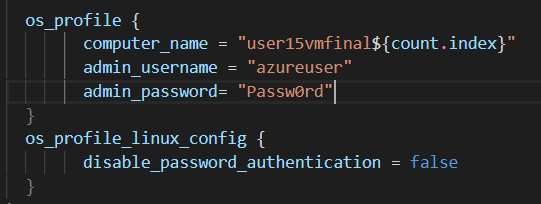 os_profile {
computer_name = "user15vmfinal${count.index}"
admin_username = "azureuser"
admin_password= "Passw0rd"
}
os_profile_linux_config {
disable_password_authentication = false
}